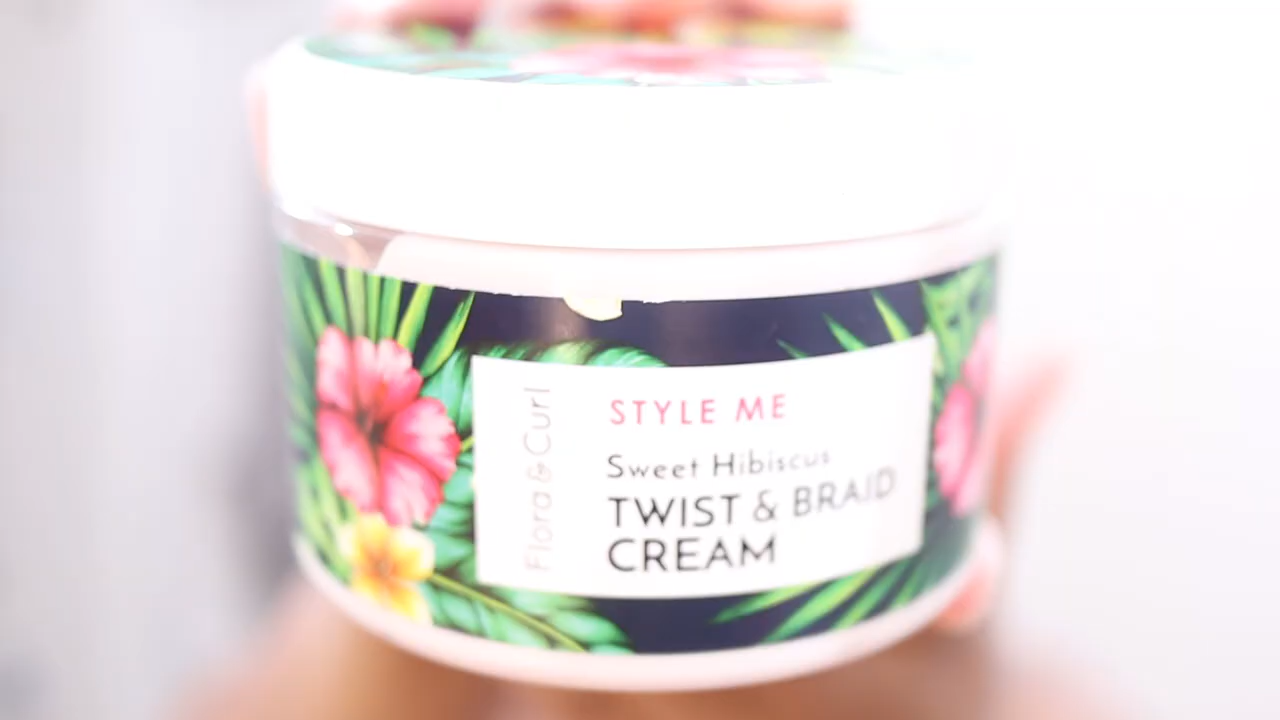 Flora & Curl
STYLE ME
Sweet Hibiscus
TWIST & BRAID
CREAM